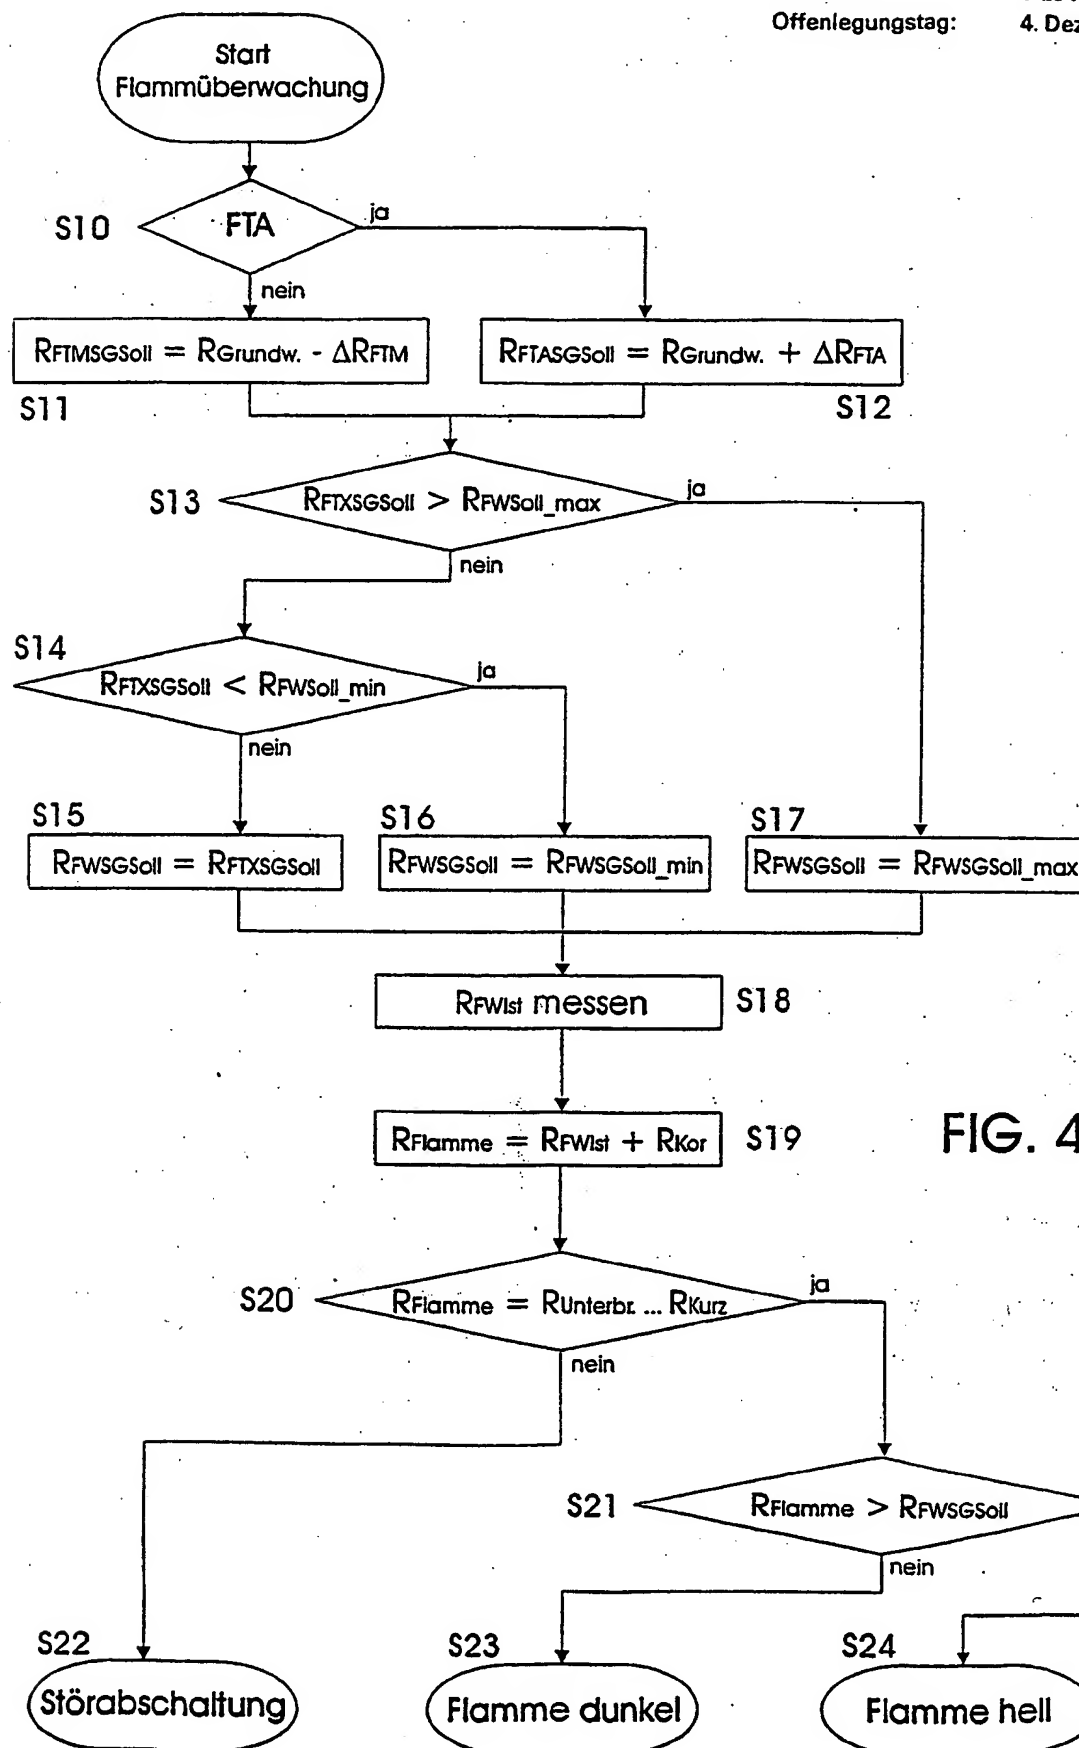 Offenlegungstag: 4. Dez
Start
Flammüberwachung
S10
FTA
ja
nein
RFTMSGSoll = RGrundw. - ΔRFTM
RFTASGSoll = RGrundw. + ΔRFTA
S11
S12
S13
RFTXSGSoll > RFWSoll_max
ja
nein
S14
RFTXSGSoll < RFWSoll_min
ja
nein
S15
S16
S17
RFWSGSoll = RFTXSGSoll
RFWSGSoll = RFWSGSoll_min
RFWSGSoll = RFWSGSoll_max
RFWIst messen
S18
RFlamme = RFWIst + RKor
S19
FIG. 4
S20
RFlamme = RUnterbr. ... RKurz
ja
nein
S21
RFlamme > RFWSGSoll
nein
S22
S23
S24
Störabschaltung
Flamme dunkel
Flamme hell